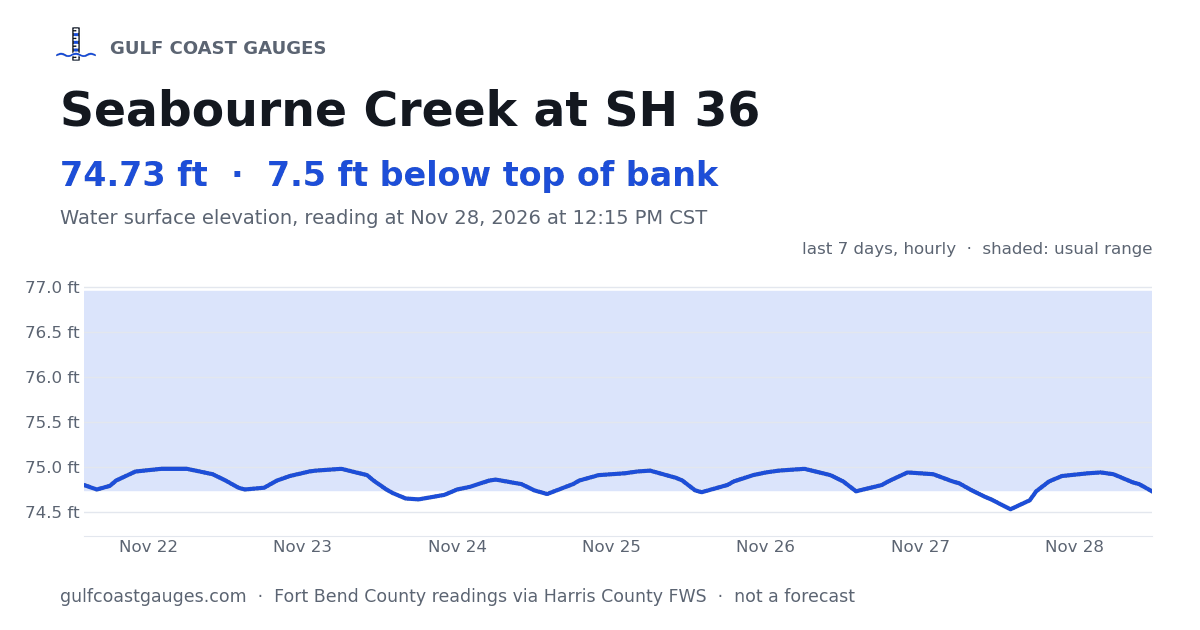 GULF COAST GAUGES
Seabourne Creek at SH 36
74.73 ft · 7.5 ft below top of bank
Water surface elevation, reading at Nov 28, 2026 at 12:15 PM CST
last 7 days, hourly · shaded: usual range
77.0 ft
76.5 ft
76.0 ft
75.5 ft
75.0 ft
74.5 ft
Nov 22 Nov 23 Nov 24 Nov 25 Nov 26 Nov 27 Nov 28
gulfcoastgauges.com · Fort Bend County readings via Harris County FWS · not a forecast